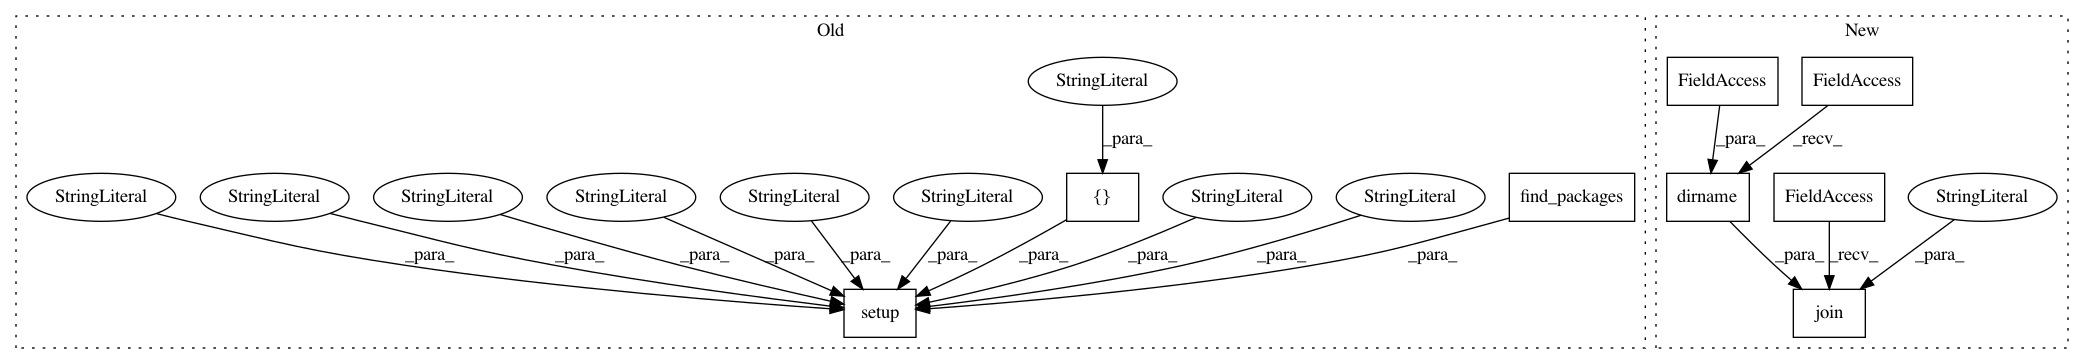 Old
New
StringLiteral
FieldAccess
FieldAccess
_para_
_para_
_recv_
StringLiteral
StringLiteral
StringLiteral
StringLiteral
StringLiteral
StringLiteral
{}
StringLiteral
StringLiteral
find_packages
dirname
FieldAccess
StringLiteral
_para_
_para_
_para_
_para_
_para_
_para_
_para_
_para_
_para_
_para_
_para_
_recv_
_para_
setup
join